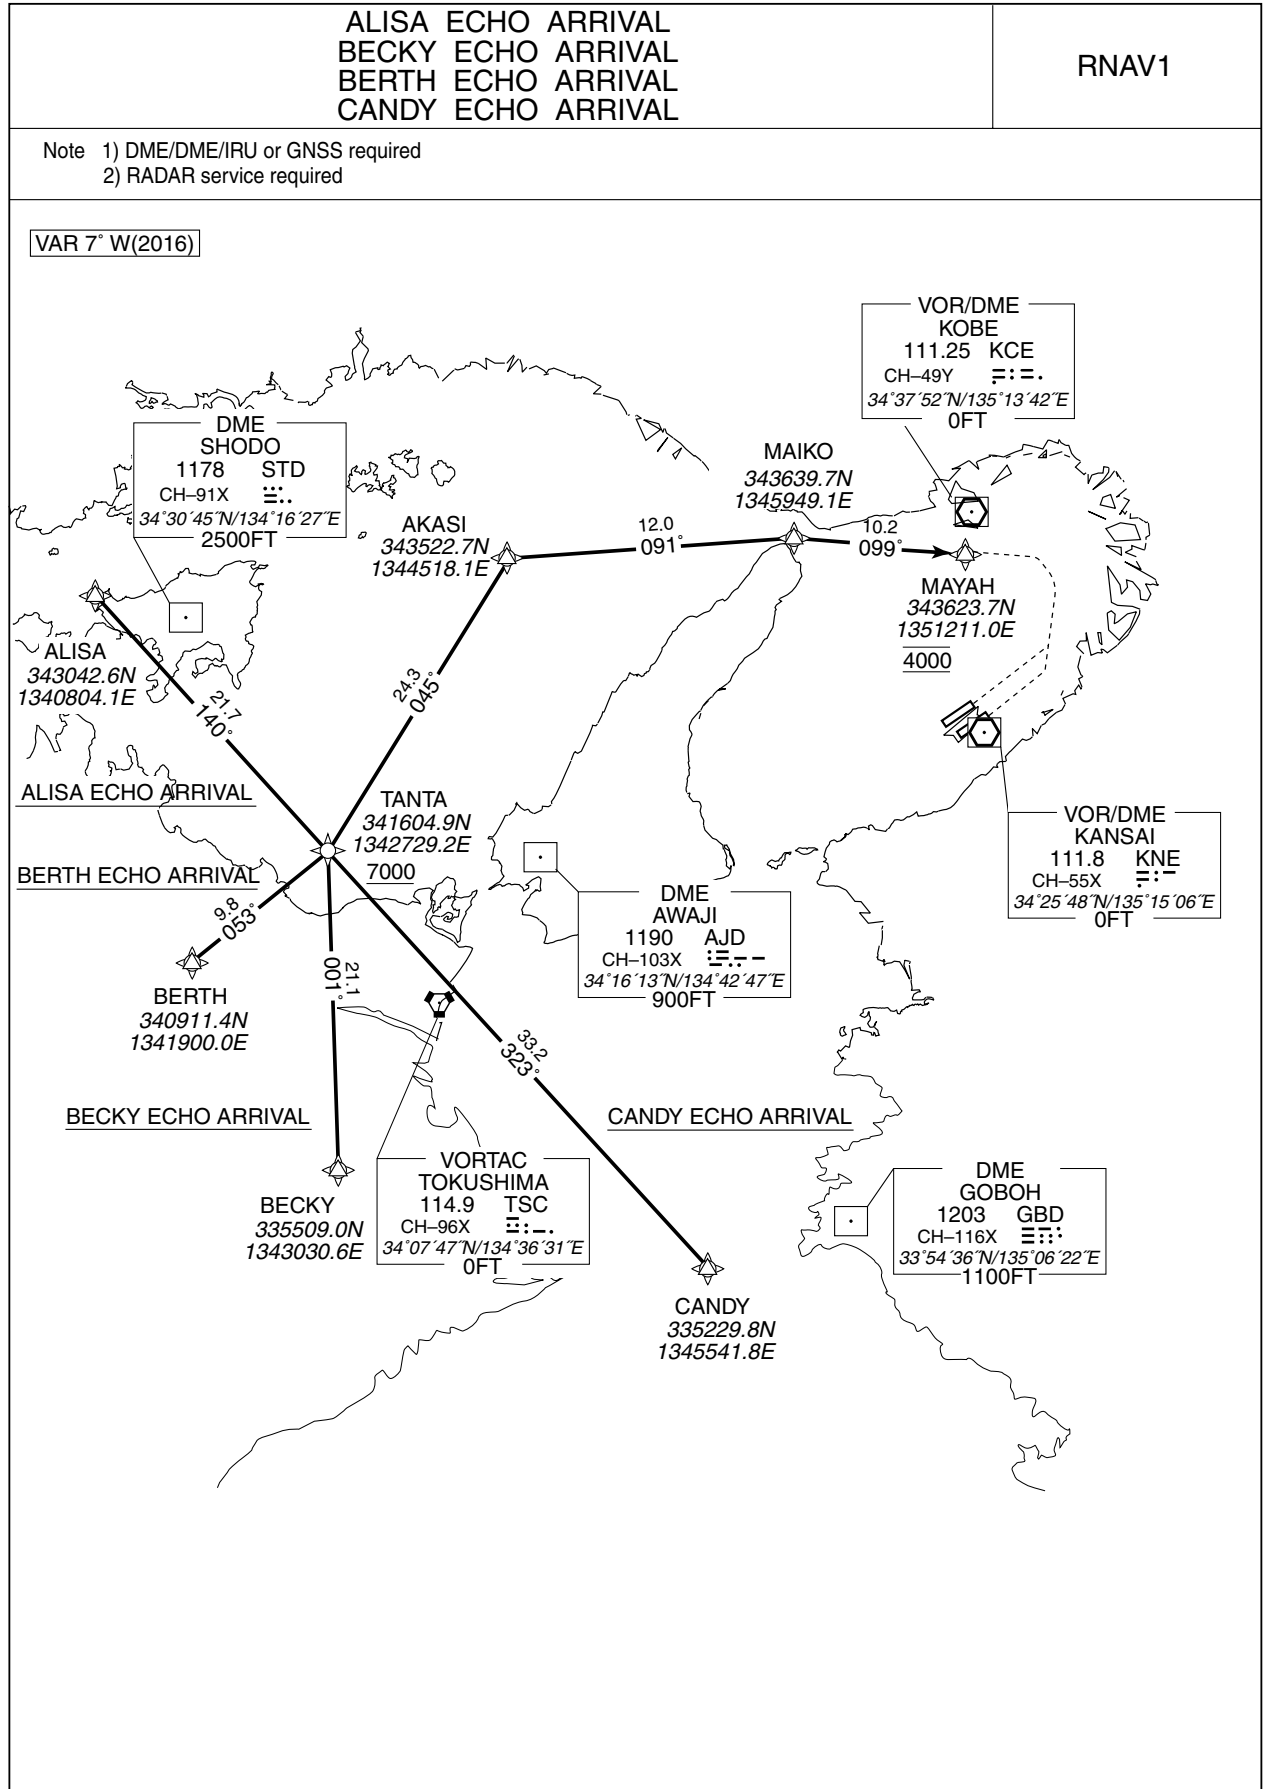 ALISA ECHO ARRIVAL
BECKY ECHO ARRIVAL
BERTH ECHO ARRIVAL
CANDY ECHO ARRIVAL
RNAV1
Note 1) DME/DME/IRU or GNSS required
2) RADAR service required
VAR 7° W(2016)
VOR/DME
KOBE
111.25 KCE
CH–49Y
34°37´52˝N/135°13´42˝E
0FT
DME
SHODO
1178 STD
CH–91X
34°30´45˝N/134°16´27˝E
2500FT
MAIKO
343639.7N
1345949.1E
AKASI
343522.7N
1344518.1E
12.0
091°
10.2
099°
MAYAH
343623.7N
1351211.0E
4000
ALISA
343042.6N
1340804.1E
21.7
140°
24.3
045°
ALISA ECHO ARRIVAL
TANTA
341604.9N
1342729.2E
7000
BERTH ECHO ARRIVAL
VOR/DME
KANSAI
111.8 KNE
CH–55X
34°25´48˝N/135°15´06˝E
0FT
DME
AWAJI
1190 AJD
CH–103X
34°16´13˝N/134°42´47˝E
900FT
9.8
053°
BERTH
340911.4N
1341900.0E
21.1
001°
33.2
323°
BECKY ECHO ARRIVAL
CANDY ECHO ARRIVAL
VORTAC
TOKUSHIMA
114.9 TSC
CH–96X
34°07´47˝N/134°36´31˝E
0FT
BECKY
335509.0N
1343030.6E
DME
GOBOH
1203 GBD
CH–116X
33°54´36˝N/135°06´22˝E
1100FT
CANDY
335229.8N
1345541.8E